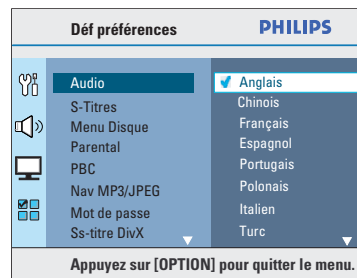 Déf préférences
PHILIPS
Audio
S-Titres
Menu Disque
Parental
PBC
Nav MP3/JPEG
Mot de passe
Ss-titre DivX
Anglais
Chinois
Français
Espagnol
Portugais
Polonais
Italien
Turc
Appuyez sur [OPTION] pour quitter le menu.